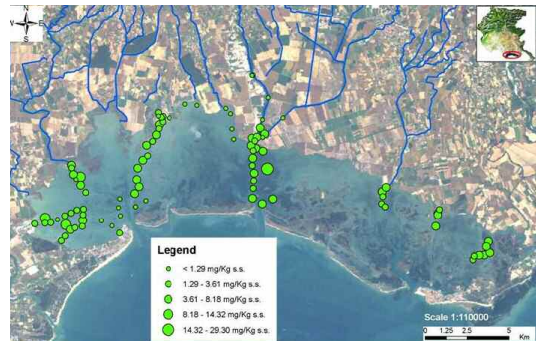 N
W E
S
Legend
< 1.29 mg/Kg s.s.
1.29 - 3.61 mg/Kg s.s.
3.61 - 8.18 mg/Kg s.s.
8.18 - 14.32 mg/Kg s.s.
14.32 - 29.30 mg/Kg s.s.
Scale 1:110000
5 2.5 1.25 0
Km